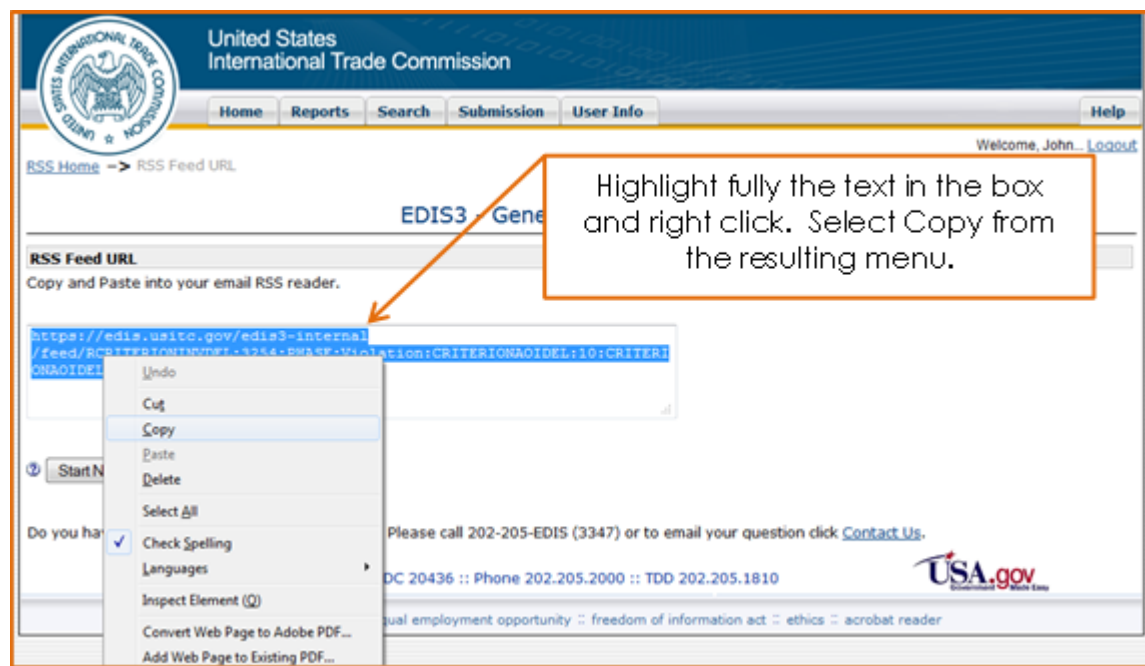 UNITED STATES INTERNATIONAL TRADE COMMISSION
United States
International Trade Commission
Home Reports Search Submission User Info Help
Welcome, John... Logout
RSS Home -> RSS Feed URL
Highlight fully the text in the box
and right click. Select Copy from
the resulting menu.
EDIS3 - Gene
RSS Feed URL
Copy and Paste into your email RSS reader.
https://edis.usitc.gov/edis3-internal
/feed/RCRITERIONINVDEL:3254:PHASE:Violation:CRITERIONAOIDEL:10:CRITERI
ONAOIDEL
Undo
Cut
Copy
Paste
Delete
Select All
Check Spelling
Languages
Inspect Element (Q)
Convert Web Page to Adobe PDF...
Add Web Page to Existing PDF...
Start N
Do you ha Please call 202-205-EDIS (3347) or to email your question click Contact Us.
DC 20436 :: Phone 202.205.2000 :: TDD 202.205.1810
USA.gov
Government Made Easy
qual employment opportunity :: freedom of information act :: ethics :: acrobat reader